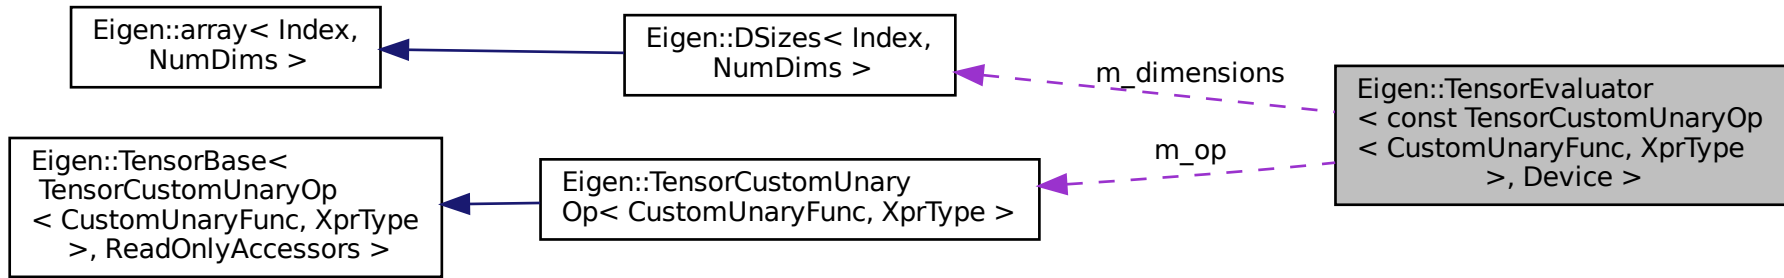 Eigen::array< Index,
NumDims >
Eigen::DSizes< Index,
NumDims >
m_dimensions
Eigen::TensorEvaluator
< const TensorCustomUnaryOp
< CustomUnaryFunc, XprType
>, Device >
m_op
Eigen::TensorBase<
TensorCustomUnaryOp
< CustomUnaryFunc, XprType
>, ReadOnlyAccessors >
Eigen::TensorCustomUnary
Op< CustomUnaryFunc, XprType >